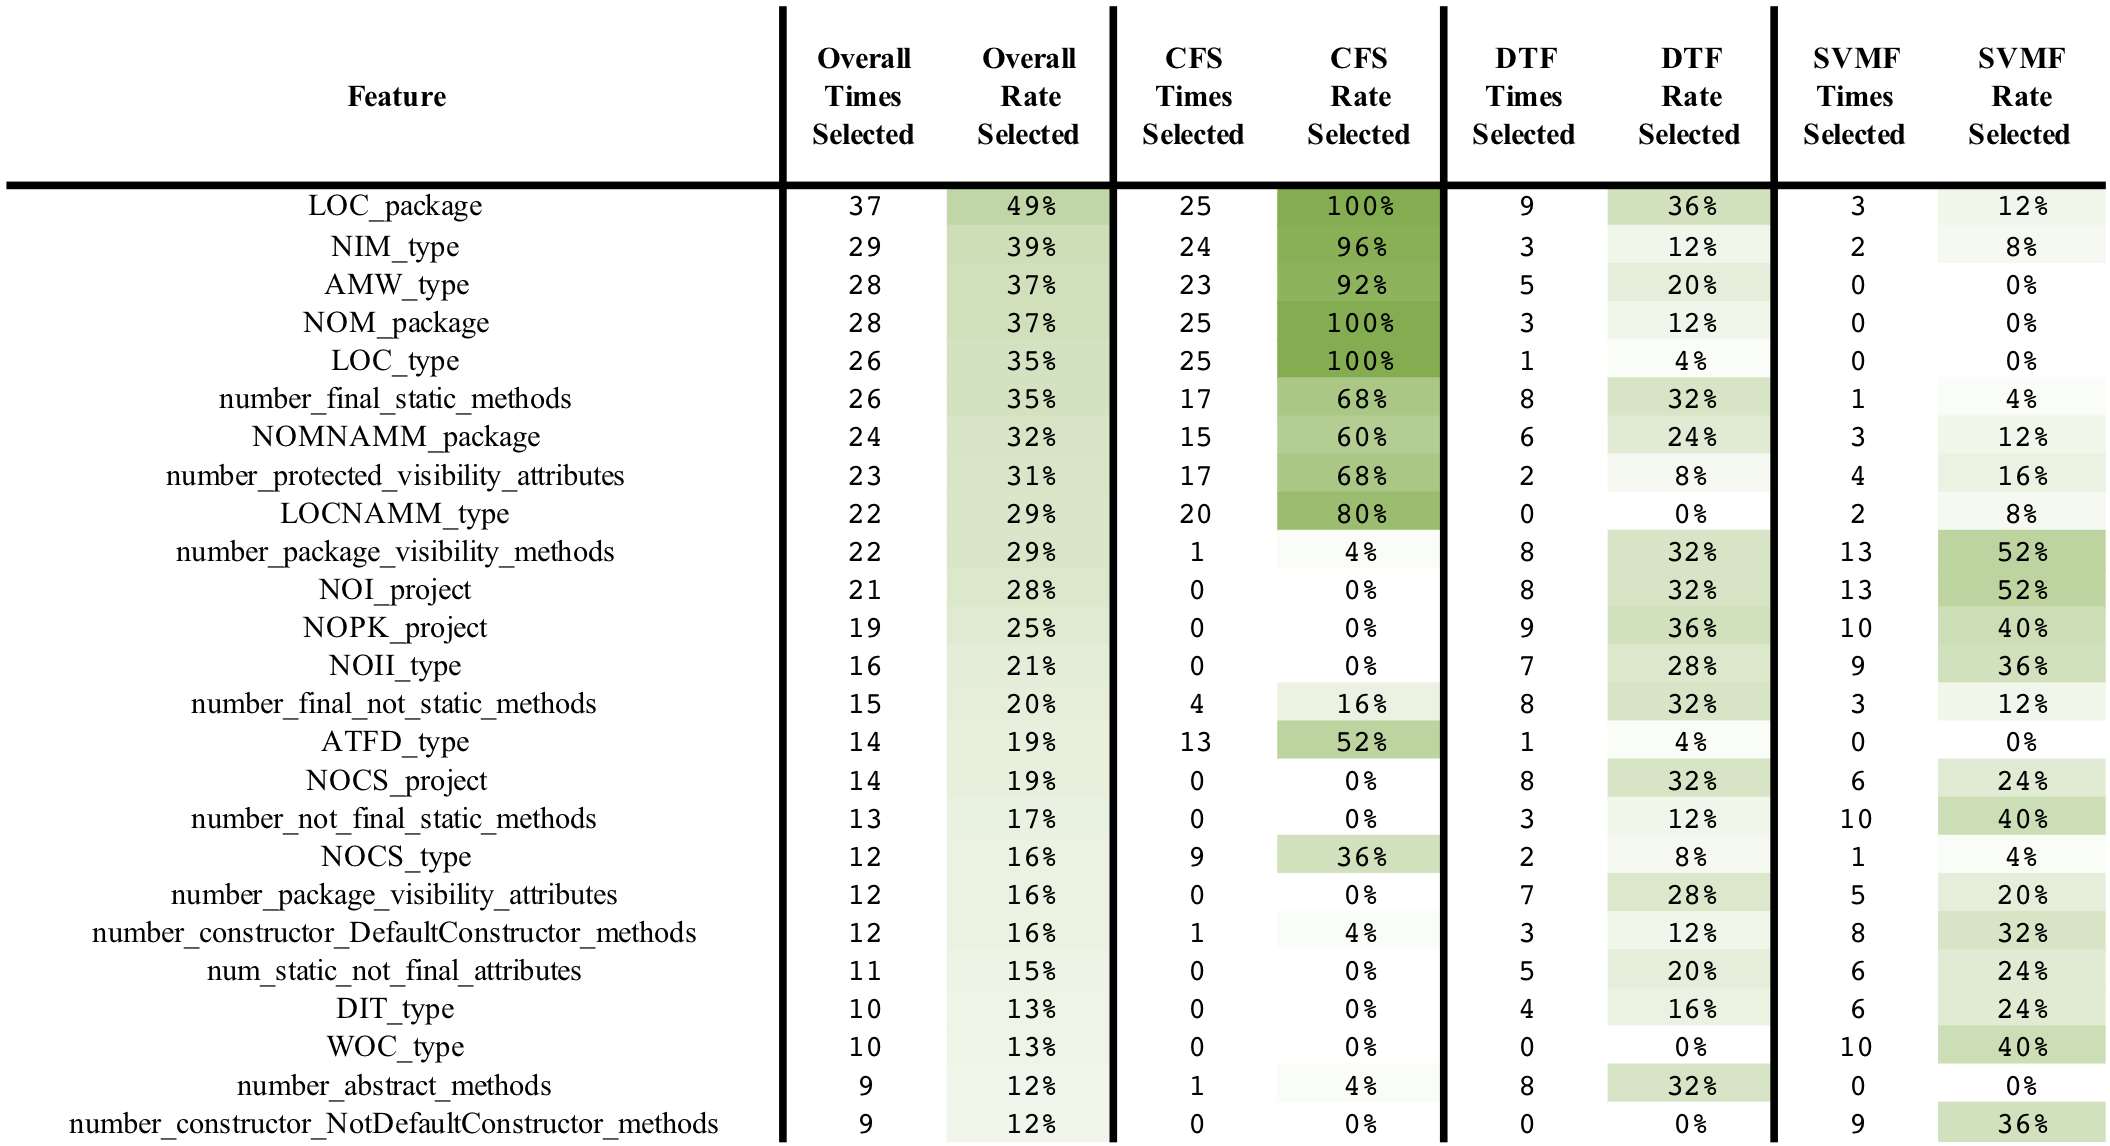 Feature Overall Times Selected Overall Rate Selected CFS Times Selected CFS Rate Selected DTF Times Selected DTF Rate Selected SVMF Times Selected SVMF Rate Selected
LOC_package 37 49% 25 100% 9 36% 3 12%
NIM_type 29 39% 24 96% 3 12% 2 8%
AMW_type 28 37% 23 92% 5 20% 0 0%
NOM_package 28 37% 25 100% 3 12% 0 0%
LOC_type 26 35% 25 100% 1 4% 0 0%
number_final_static_methods 26 35% 17 68% 8 32% 1 4%
NOMNAMM_package 24 32% 15 60% 6 24% 3 12%
number_protected_visibility_attributes 23 31% 17 68% 2 8% 4 16%
LOCNAMM_type 22 29% 20 80% 0 0% 2 8%
number_package_visibility_methods 22 29% 1 4% 8 32% 13 52%
NOI_project 21 28% 0 0% 8 32% 13 52%
NOPK_project 19 25% 0 0% 9 36% 10 40%
NOII_type 16 21% 0 0% 7 28% 9 36%
number_final_not_static_methods 15 20% 4 16% 8 32% 3 12%
ATFD_type 14 19% 13 52% 1 4% 0 0%
NOCS_project 14 19% 0 0% 8 32% 6 24%
number_not_final_static_methods 13 17% 0 0% 3 12% 10 40%
NOCS_type 12 16% 9 36% 2 8% 1 4%
number_package_visibility_attributes 12 16% 0 0% 7 28% 5 20%
number_constructor_DefaultConstructor_methods 12 16% 1 4% 3 12% 8 32%
num_static_not_final_attributes 11 15% 0 0% 5 20% 6 24%
DIT_type 10 13% 0 0% 4 16% 6 24%
WOC_type 10 13% 0 0% 0 0% 10 40%
number_abstract_methods 9 12% 1 4% 8 32% 0 0%
number_constructor_NotDefaultConstructor_methods 9 12% 0 0% 0 0% 9 36%